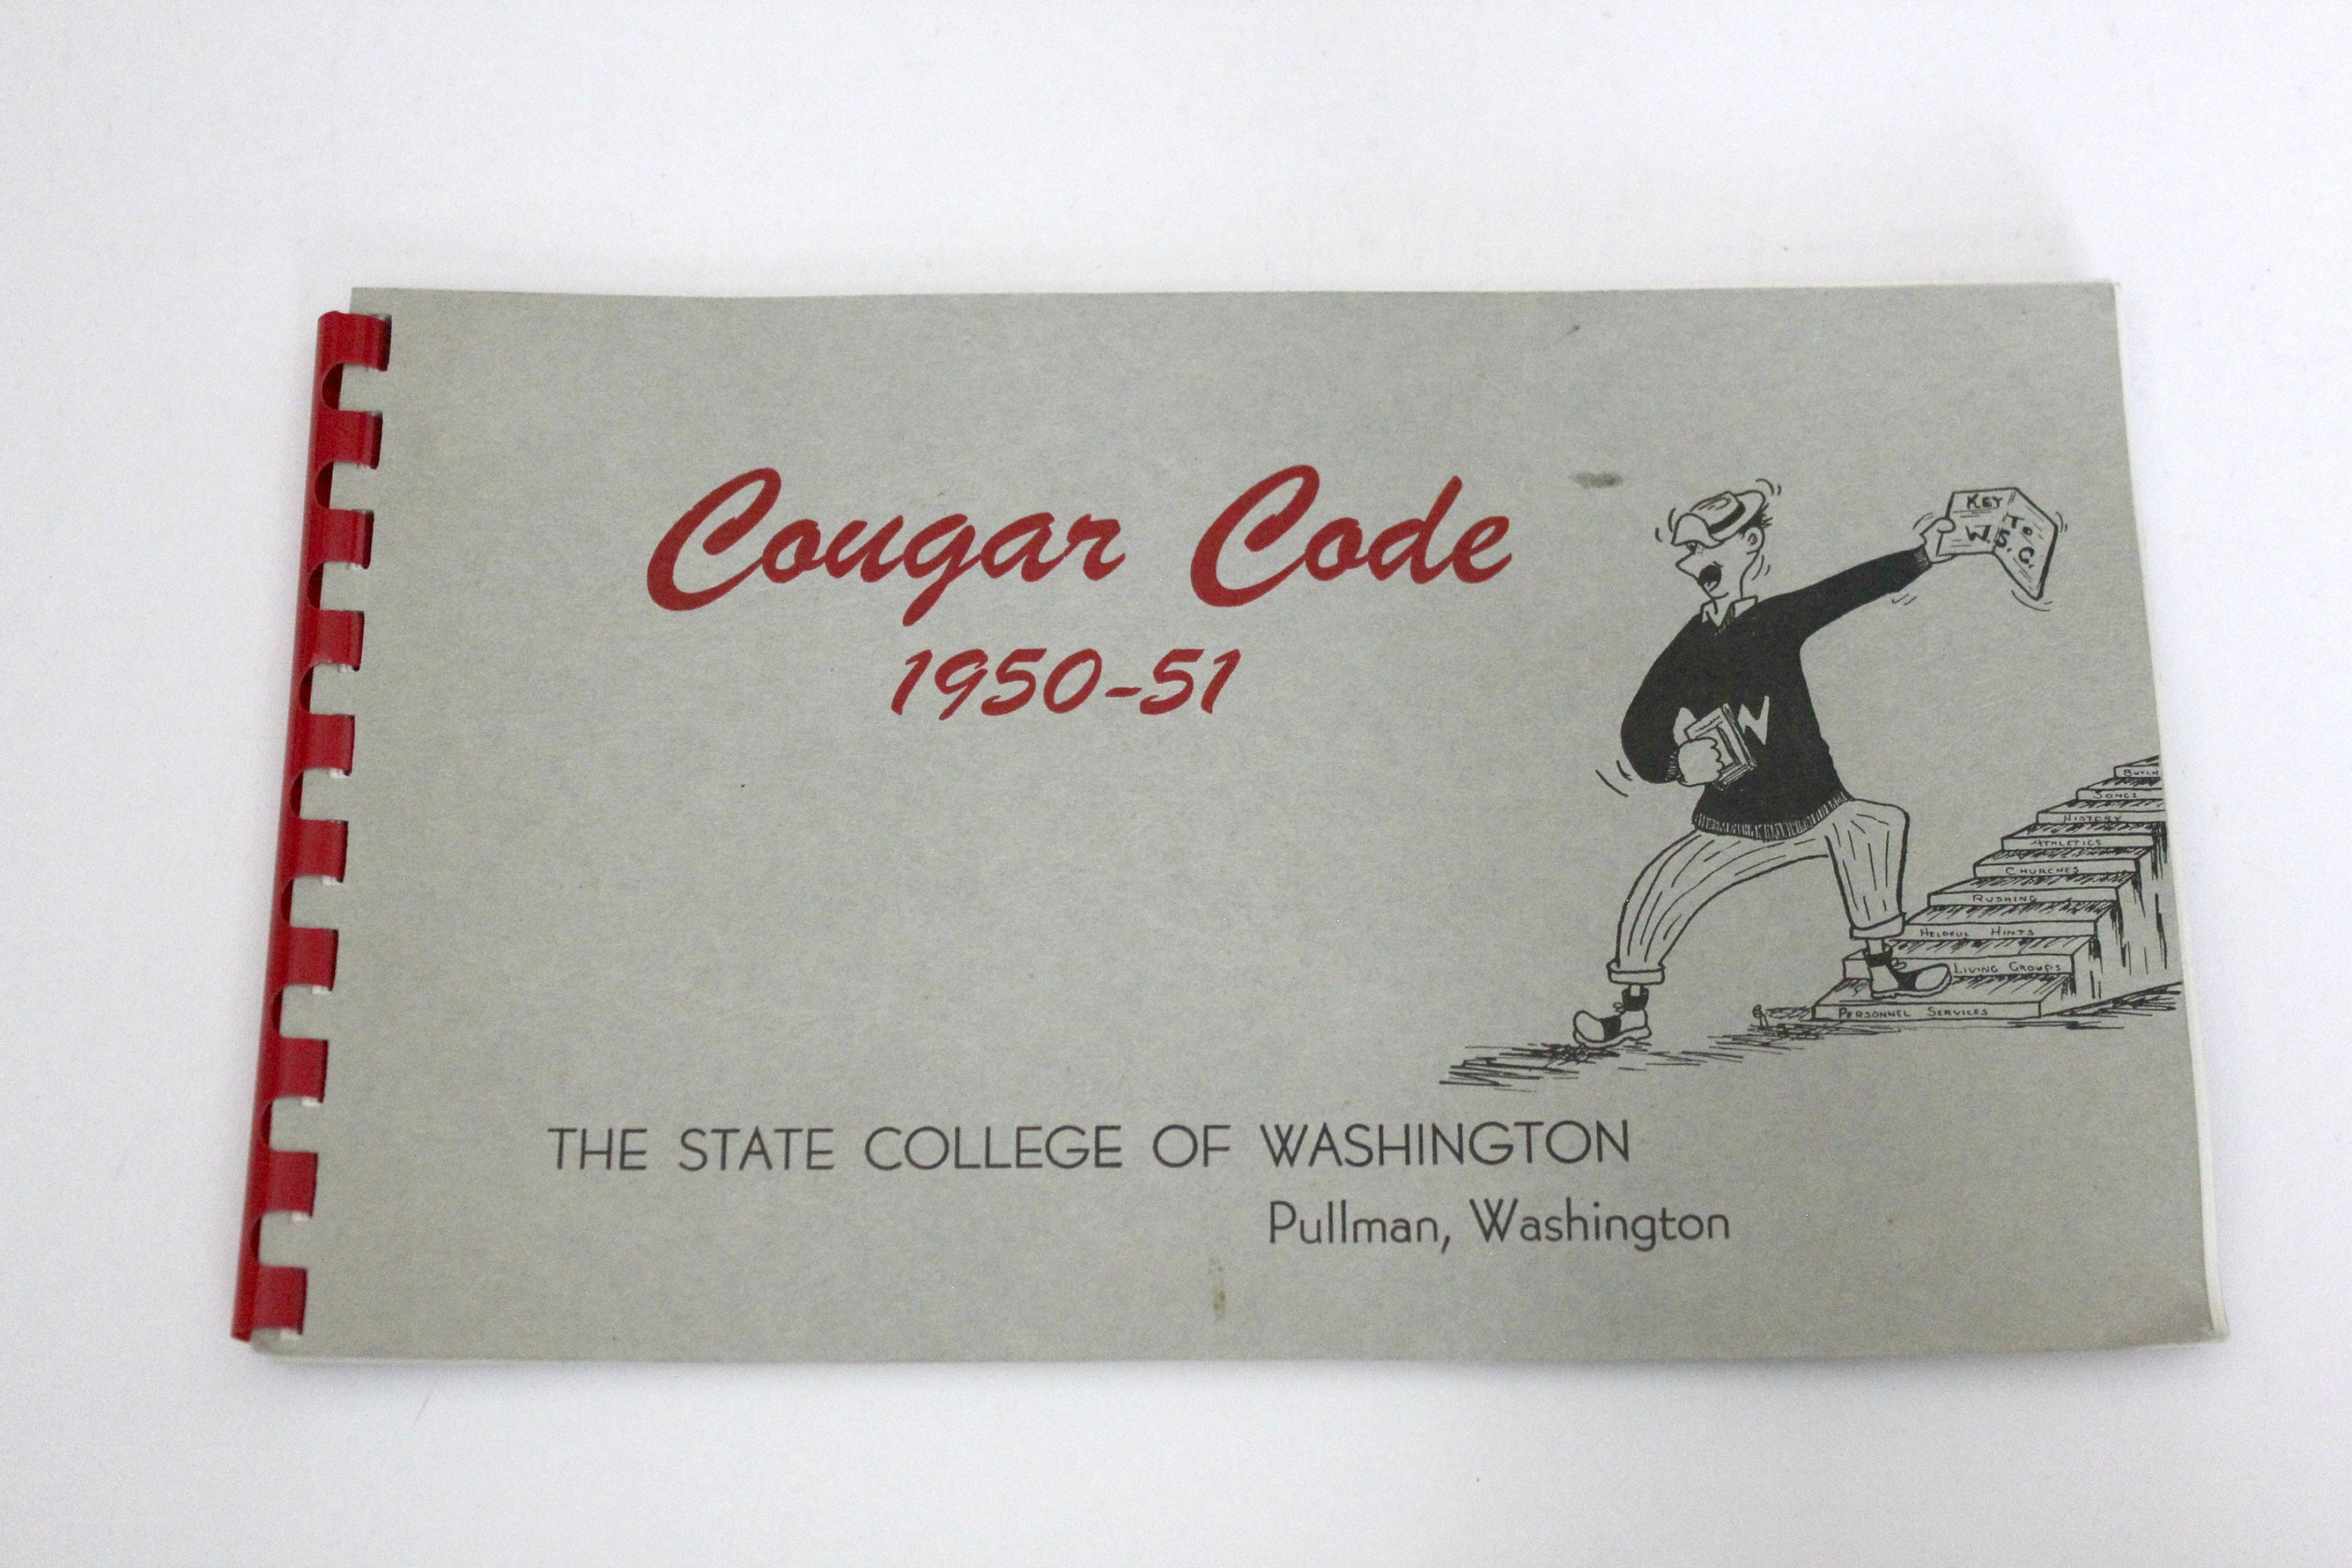 Cougar Code
1950-51
KEY
TO
W.S.C.
W
BUTCH
SONGS
HISTORY
ATHLETICS
CHURCHES
RUSHING
HELPFUL HINTS
LIVING GROUPS
PERSONNEL SERVICES
THE STATE COLLEGE OF WASHINGTON
Pullman, Washington